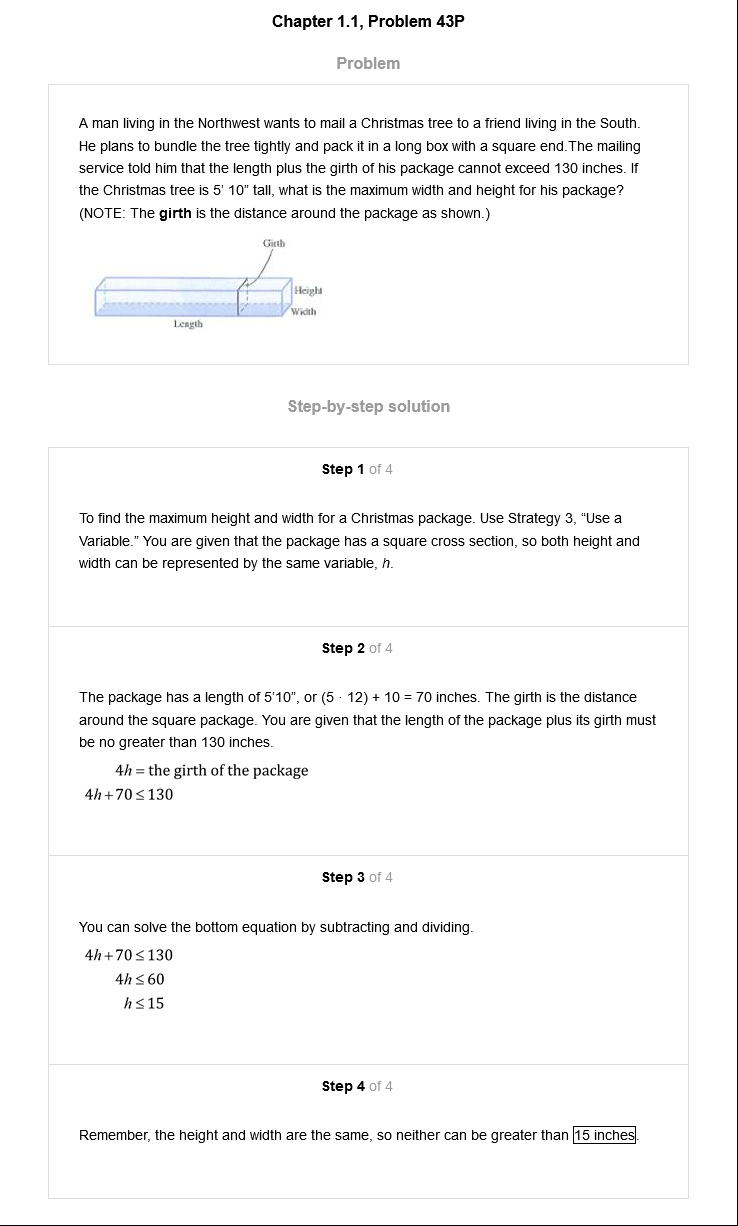 Chapter 1.1, Problem 43P
Problem
A man living in the Northwest wants to mail a Christmas tree to a friend living in the South.
He plans to bundle the tree tightly and pack it in a long box with a square end.The mailing
service told him that the length plus the girth of his package cannot exceed 130 inches. If
the Christmas tree is 5' 10" tall, what is the maximum width and height for his package?
(NOTE: The girth is the distance around the package as shown.)
Girth
Height
Width
Length
Step-by-step solution
Step 1 of 4
To find the maximum height and width for a Christmas package. Use Strategy 3, “Use a
Variable.” You are given that the package has a square cross section, so both height and
width can be represented by the same variable, h.
Step 2 of 4
The package has a length of 5'10”, or (5 · 12) + 10 = 70 inches. The girth is the distance
around the square package. You are given that the length of the package plus its girth must
be no greater than 130 inches.
4h = the girth of the package
4h + 70 ≤ 130
Step 3 of 4
You can solve the bottom equation by subtracting and dividing.
4h + 70 ≤ 130
4h ≤ 60
h ≤ 15
Step 4 of 4
Remember, the height and width are the same, so neither can be greater than 15 inches.